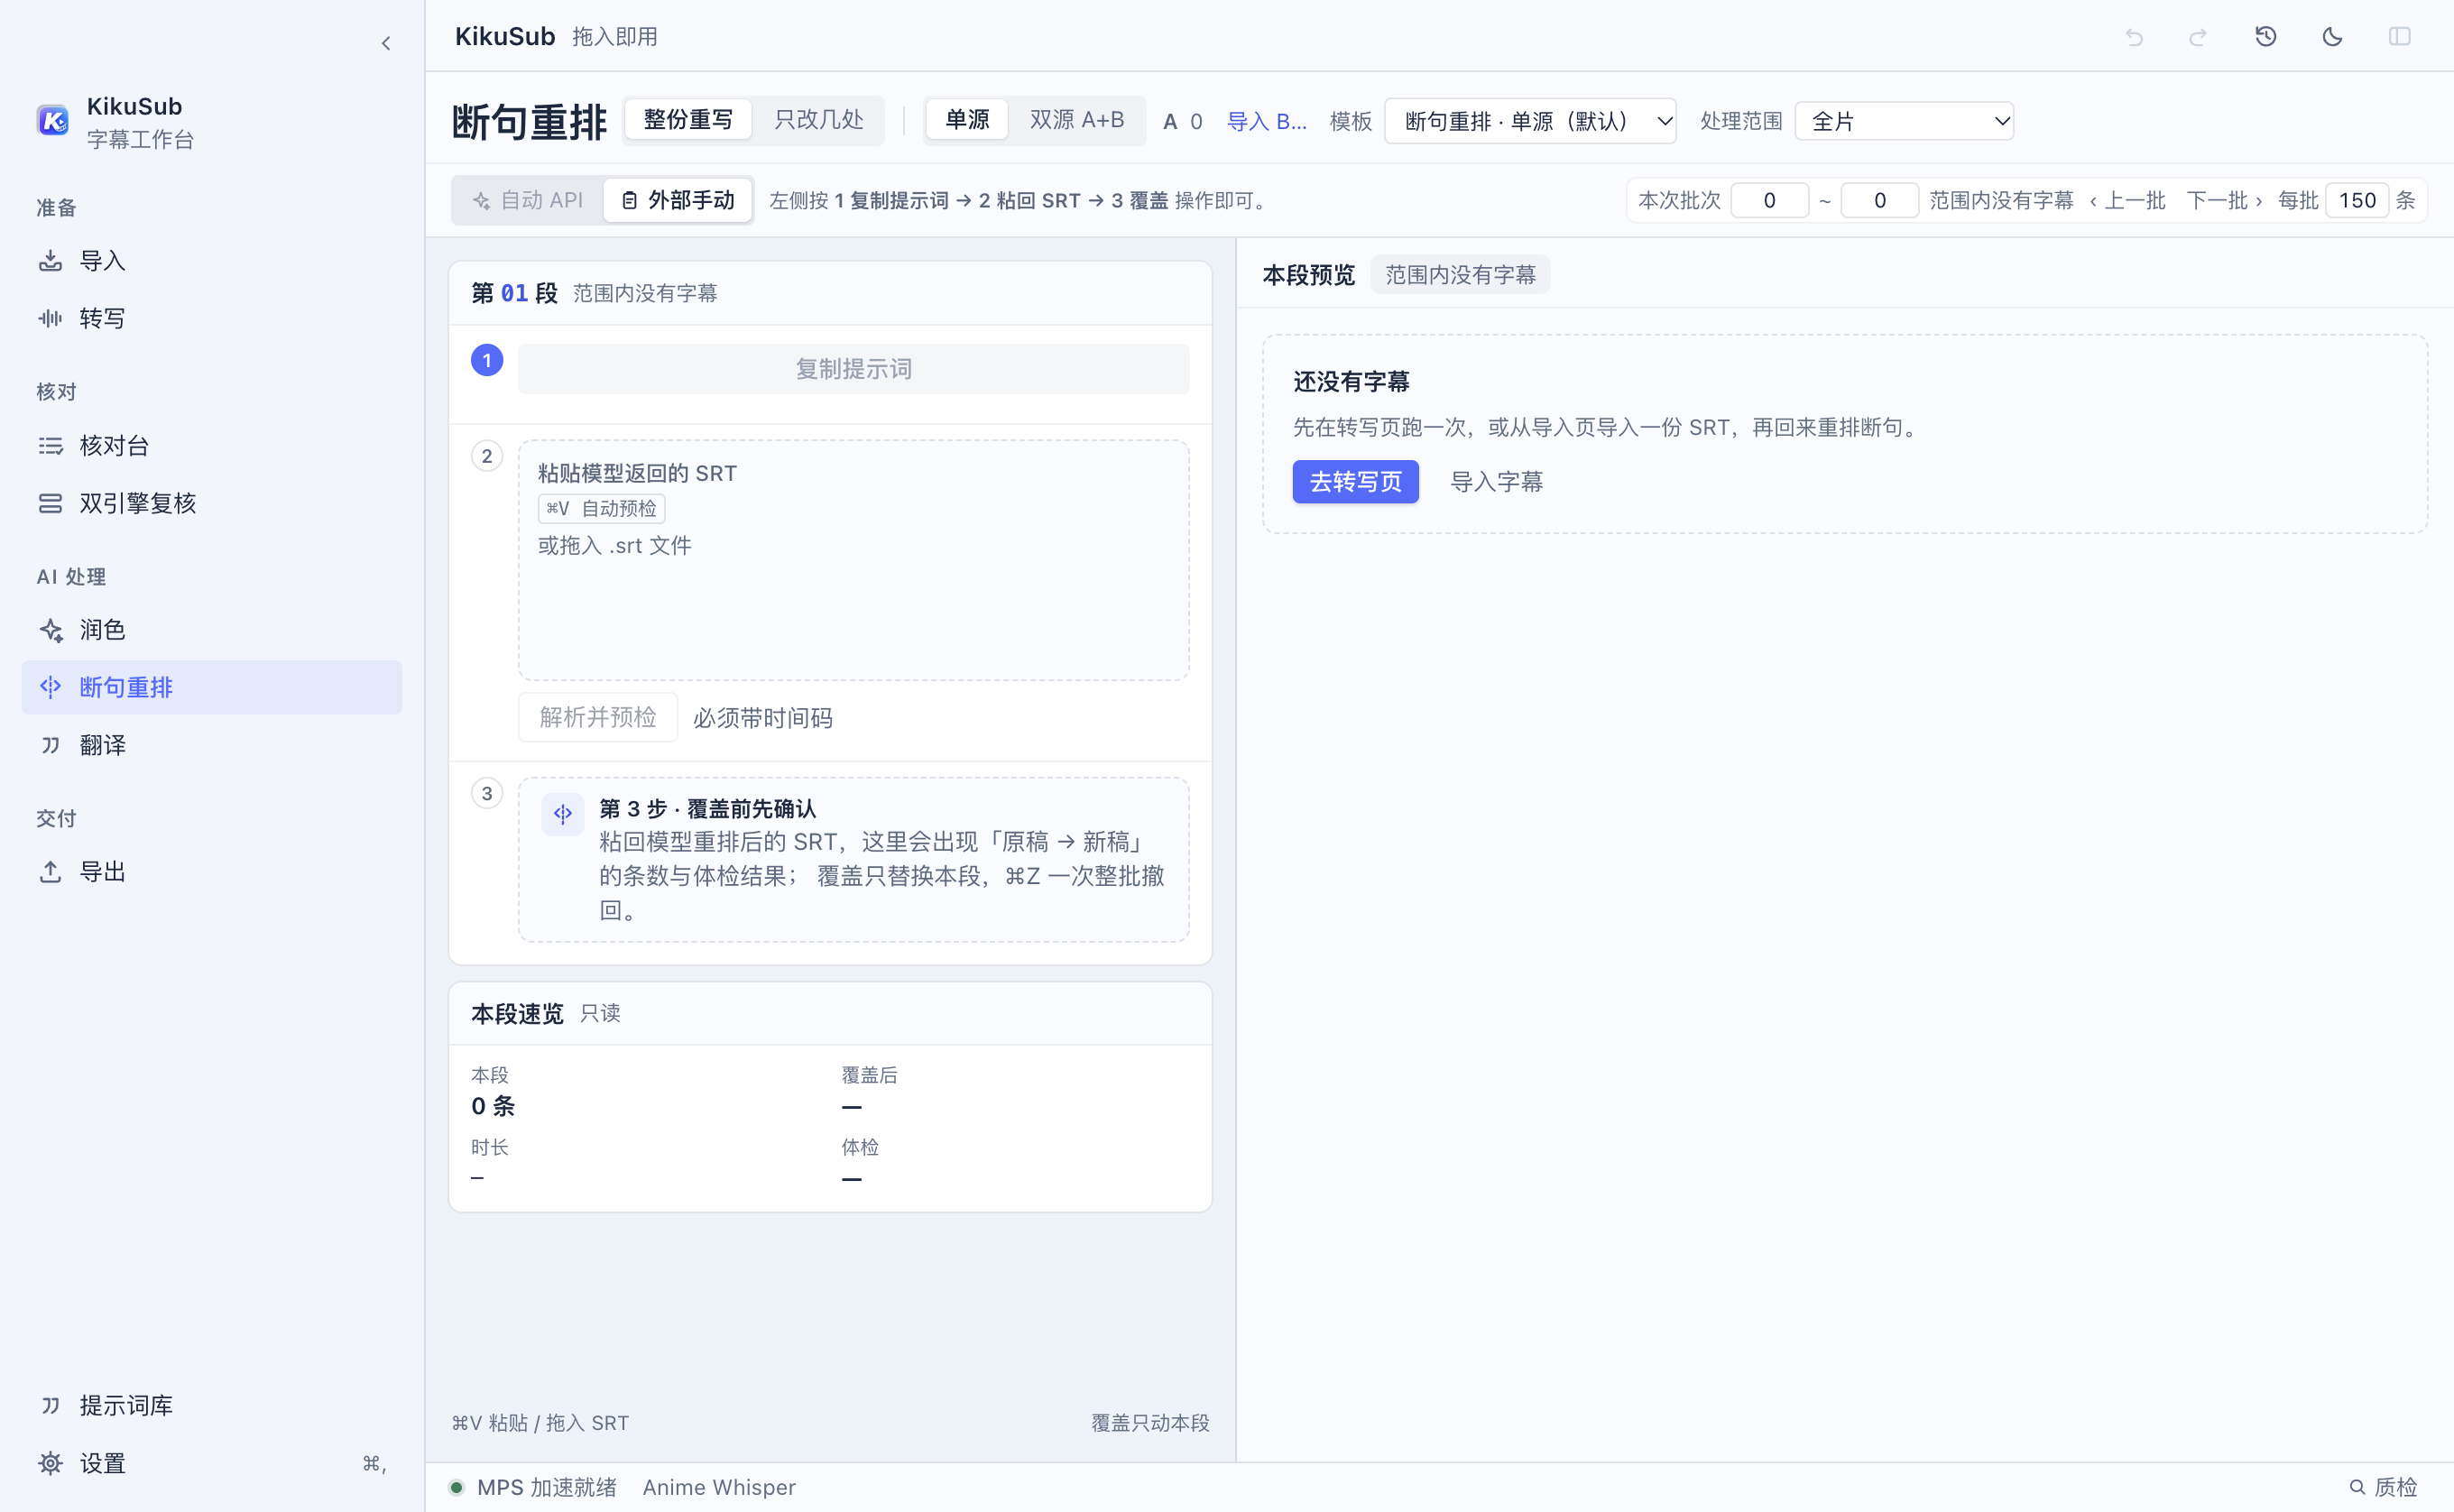 KikuSub
字幕工作台
准备
导入
转写
核对
核对台
双引擎复核
AI 处理
润色
断句重排
翻译
交付
导出
提示词库
设置 ⌘,
KikuSub 拖入即用
断句重排 整份重写 只改几处 单源 双源 A+B A 0 导入 B... 模板 断句重排 · 单源（默认） 处理范围 全片
自动 API 外部手动 左侧按 1 复制提示词 → 2 粘回 SRT → 3 覆盖 操作即可。 本次批次 0 ~ 0 范围内没有字幕 ‹ 上一批 下一批 › 每批 150 条
第 01 段 范围内没有字幕
1 复制提示词
2 粘贴模型返回的 SRT
⌘V 自动预检
或拖入 .srt 文件
解析并预检 必须带时间码
3 第 3 步 · 覆盖前先确认
粘回模型重排后的 SRT，这里会出现「原稿 → 新稿」
的条数与体检结果； 覆盖只替换本段，⌘Z 一次整批撤
回。
本段速览 只读
本段 覆盖后
0 条 —
时长 体检
– —
⌘V 粘贴 / 拖入 SRT 覆盖只动本段
本段预览 范围内没有字幕
还没有字幕
先在转写页跑一次，或从导入页导入一份 SRT，再回来重排断句。
去转写页 导入字幕
MPS 加速就绪 Anime Whisper 质检